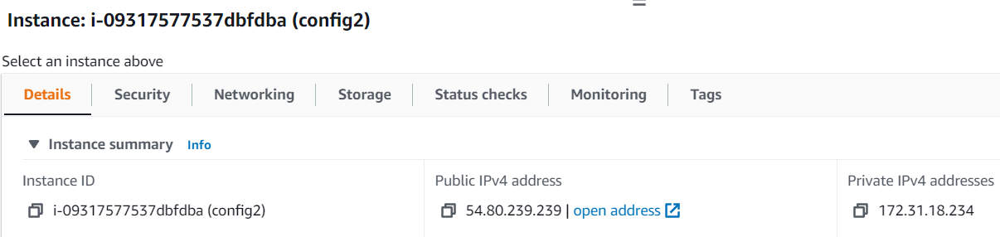 Instance: i-09317577537dbfdba (config2)
Select an instance above
Details Security Networking Storage Status checks Monitoring Tags
Instance summary Info
Instance ID Public IPv4 address Private IPv4 addresses
i-09317577537dbfdba (config2) 54.80.239.239 | open address 172.31.18.234